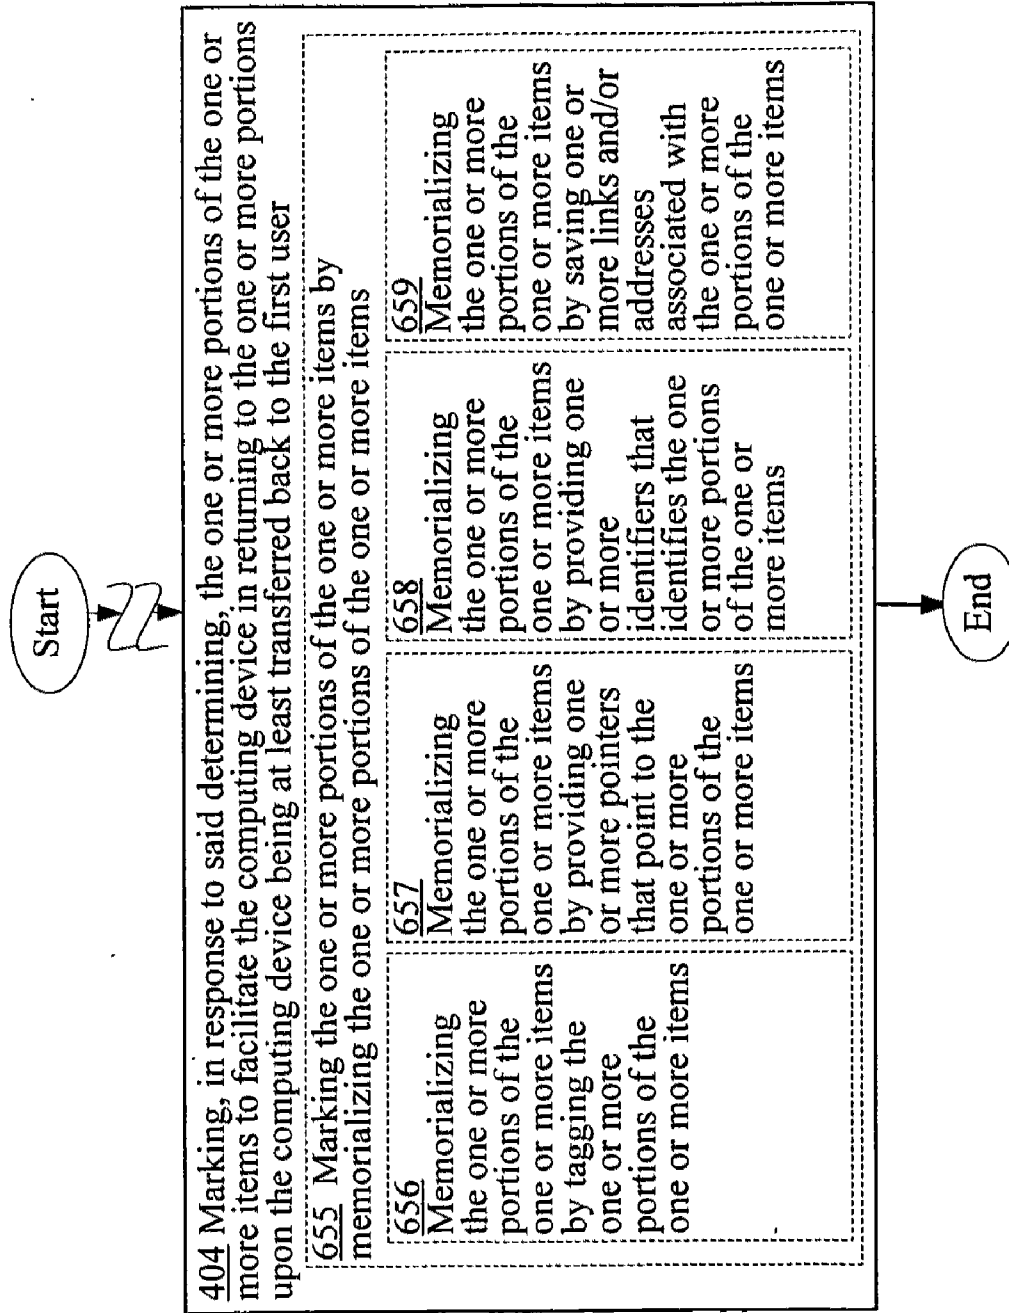 Start
404 Marking, in response to said determining, the one or more portions of the one or
more items to facilitate the computing device in returning to the one or more portions
upon the computing device being at least transferred back to the first user
655 Marking the one or more portions of the one or more items by
memorializing the one or more portions of the one or more items
656
Memorializing
the one or more
portions of the
one or more items
by tagging the
one or more
portions of the
one or more items
657
Memorializing
the one or more
portions of the
one or more items
by providing one
or more pointers
that point to the
one or more
portions of the
one or more items
658
Memorializing
the one or more
portions of the
one or more items
by providing one
or more
identifiers that
identifies the one
or more portions
of the one or
more items
659
Memorializing
the one or more
portions of the
one or more items
by saving one or
more links and/or
addresses
associated with
the one or more
portions of the
one or more items
End